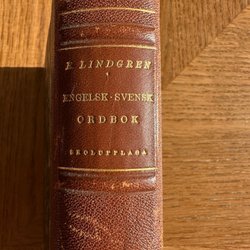 E. LINDGREN
ENGELSK-SVENSK
ORDBOK
SKOLUPPLAGA